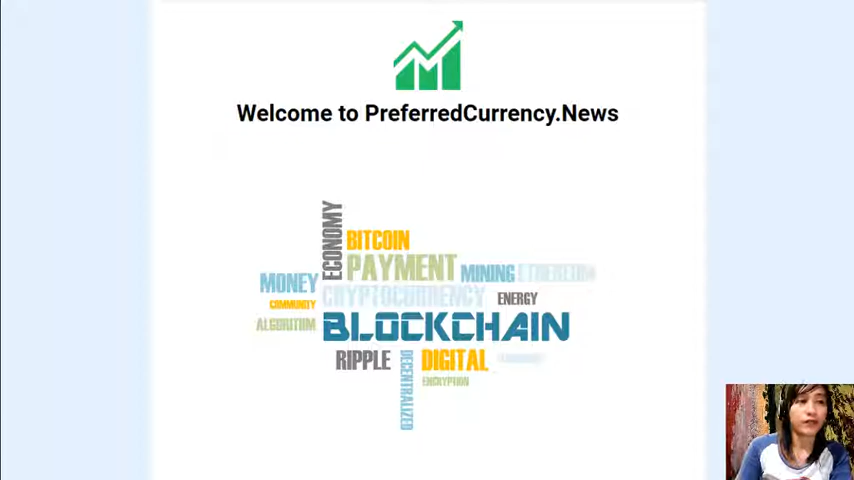 Welcome to PreferredCurrency.News
ECONOMY
BITCOIN
PAYMENT
MONEY
MINING
ETHEREUM
CRYPTOCURRENCY
COMMUNITY
ENERGY
ALGORITHM
BLOCKCHAIN
RIPPLE
DECENTRALIZED
DIGITAL
ENCRYPTION